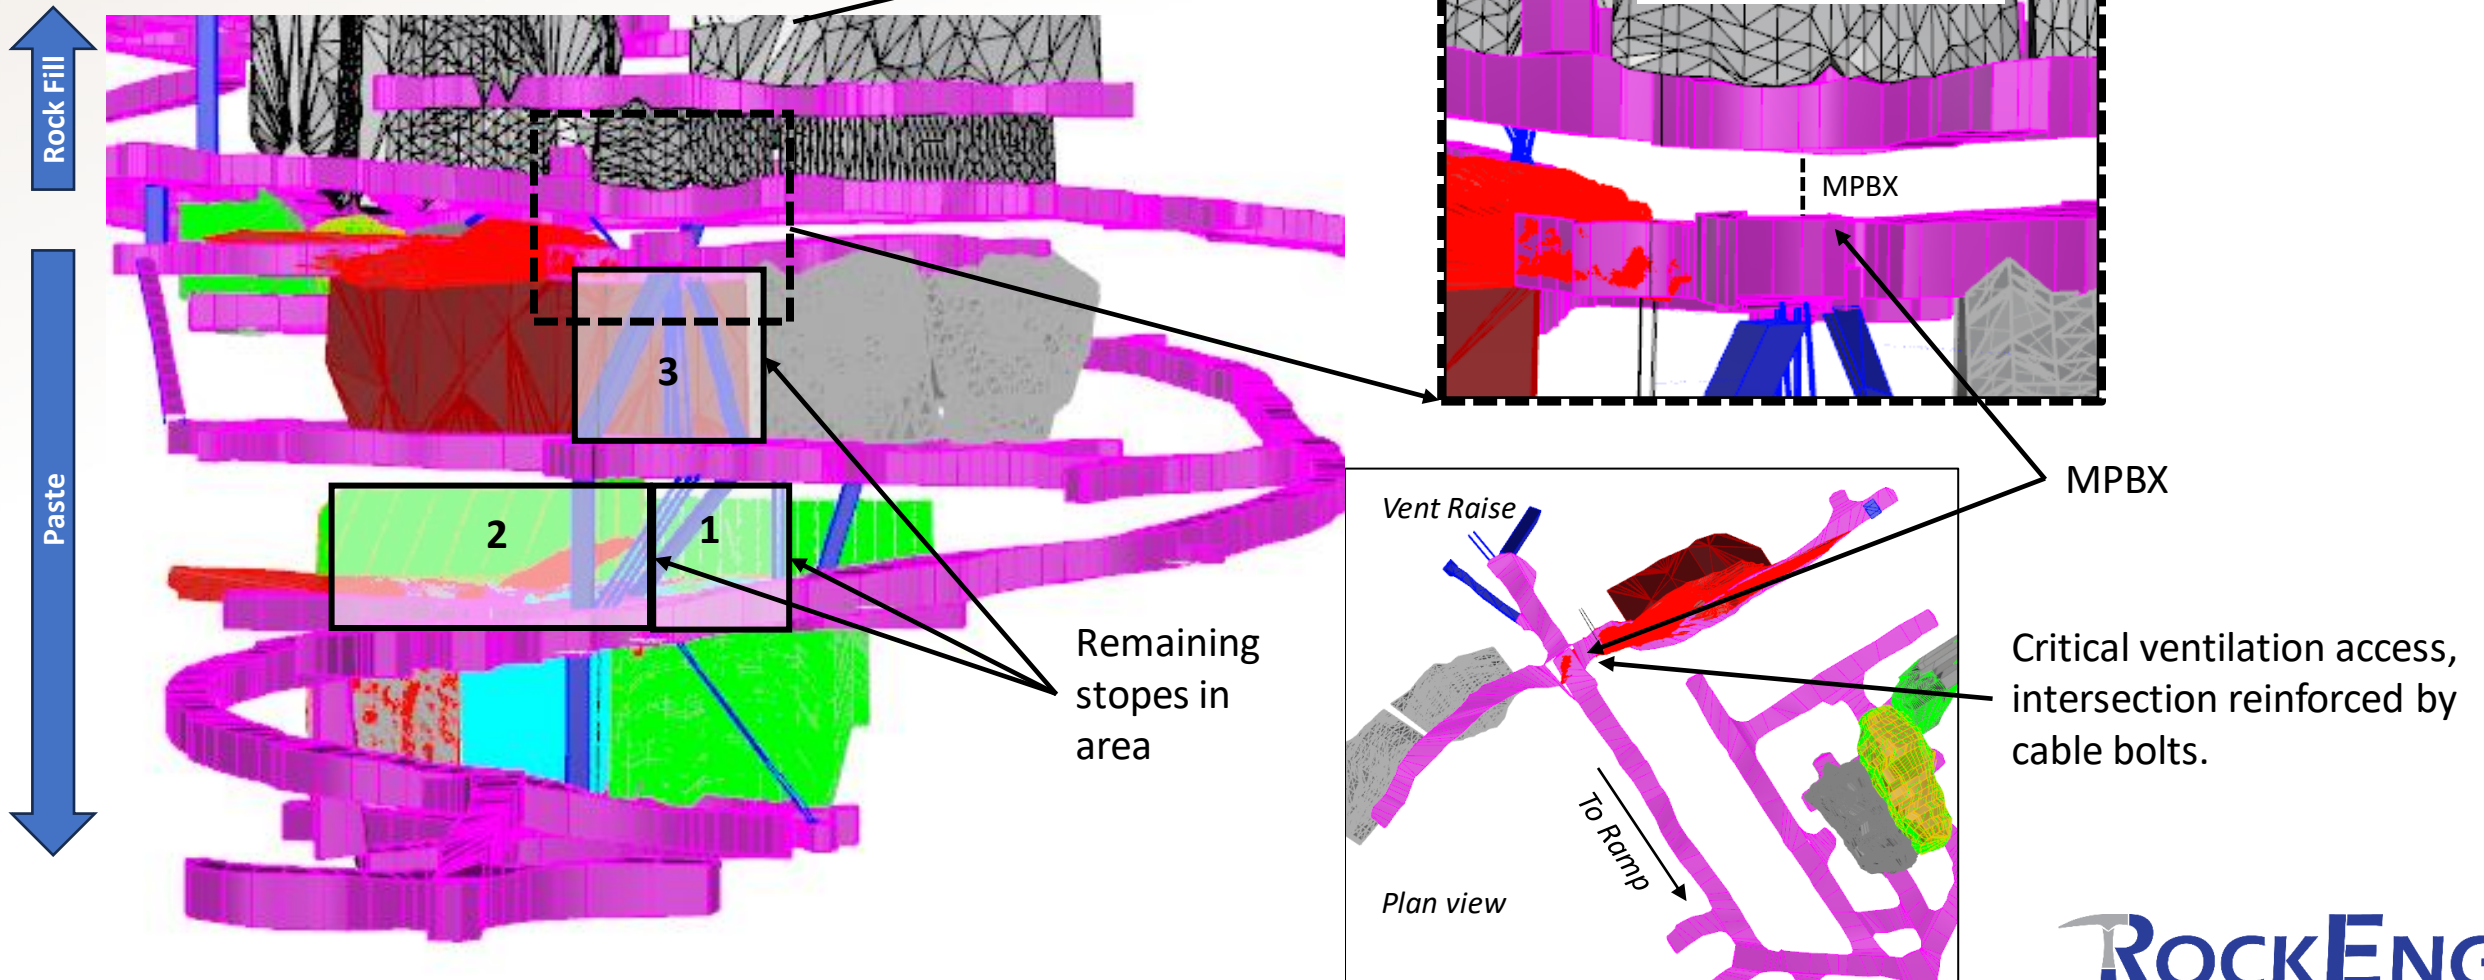 Rock Fill
Paste
3
2
1
Remaining
stopes in
area
MPBX
MPBX
Vent Raise
To Ramp
Plan view
Critical ventilation access,
intersection reinforced by
cable bolts.
ROCKENG